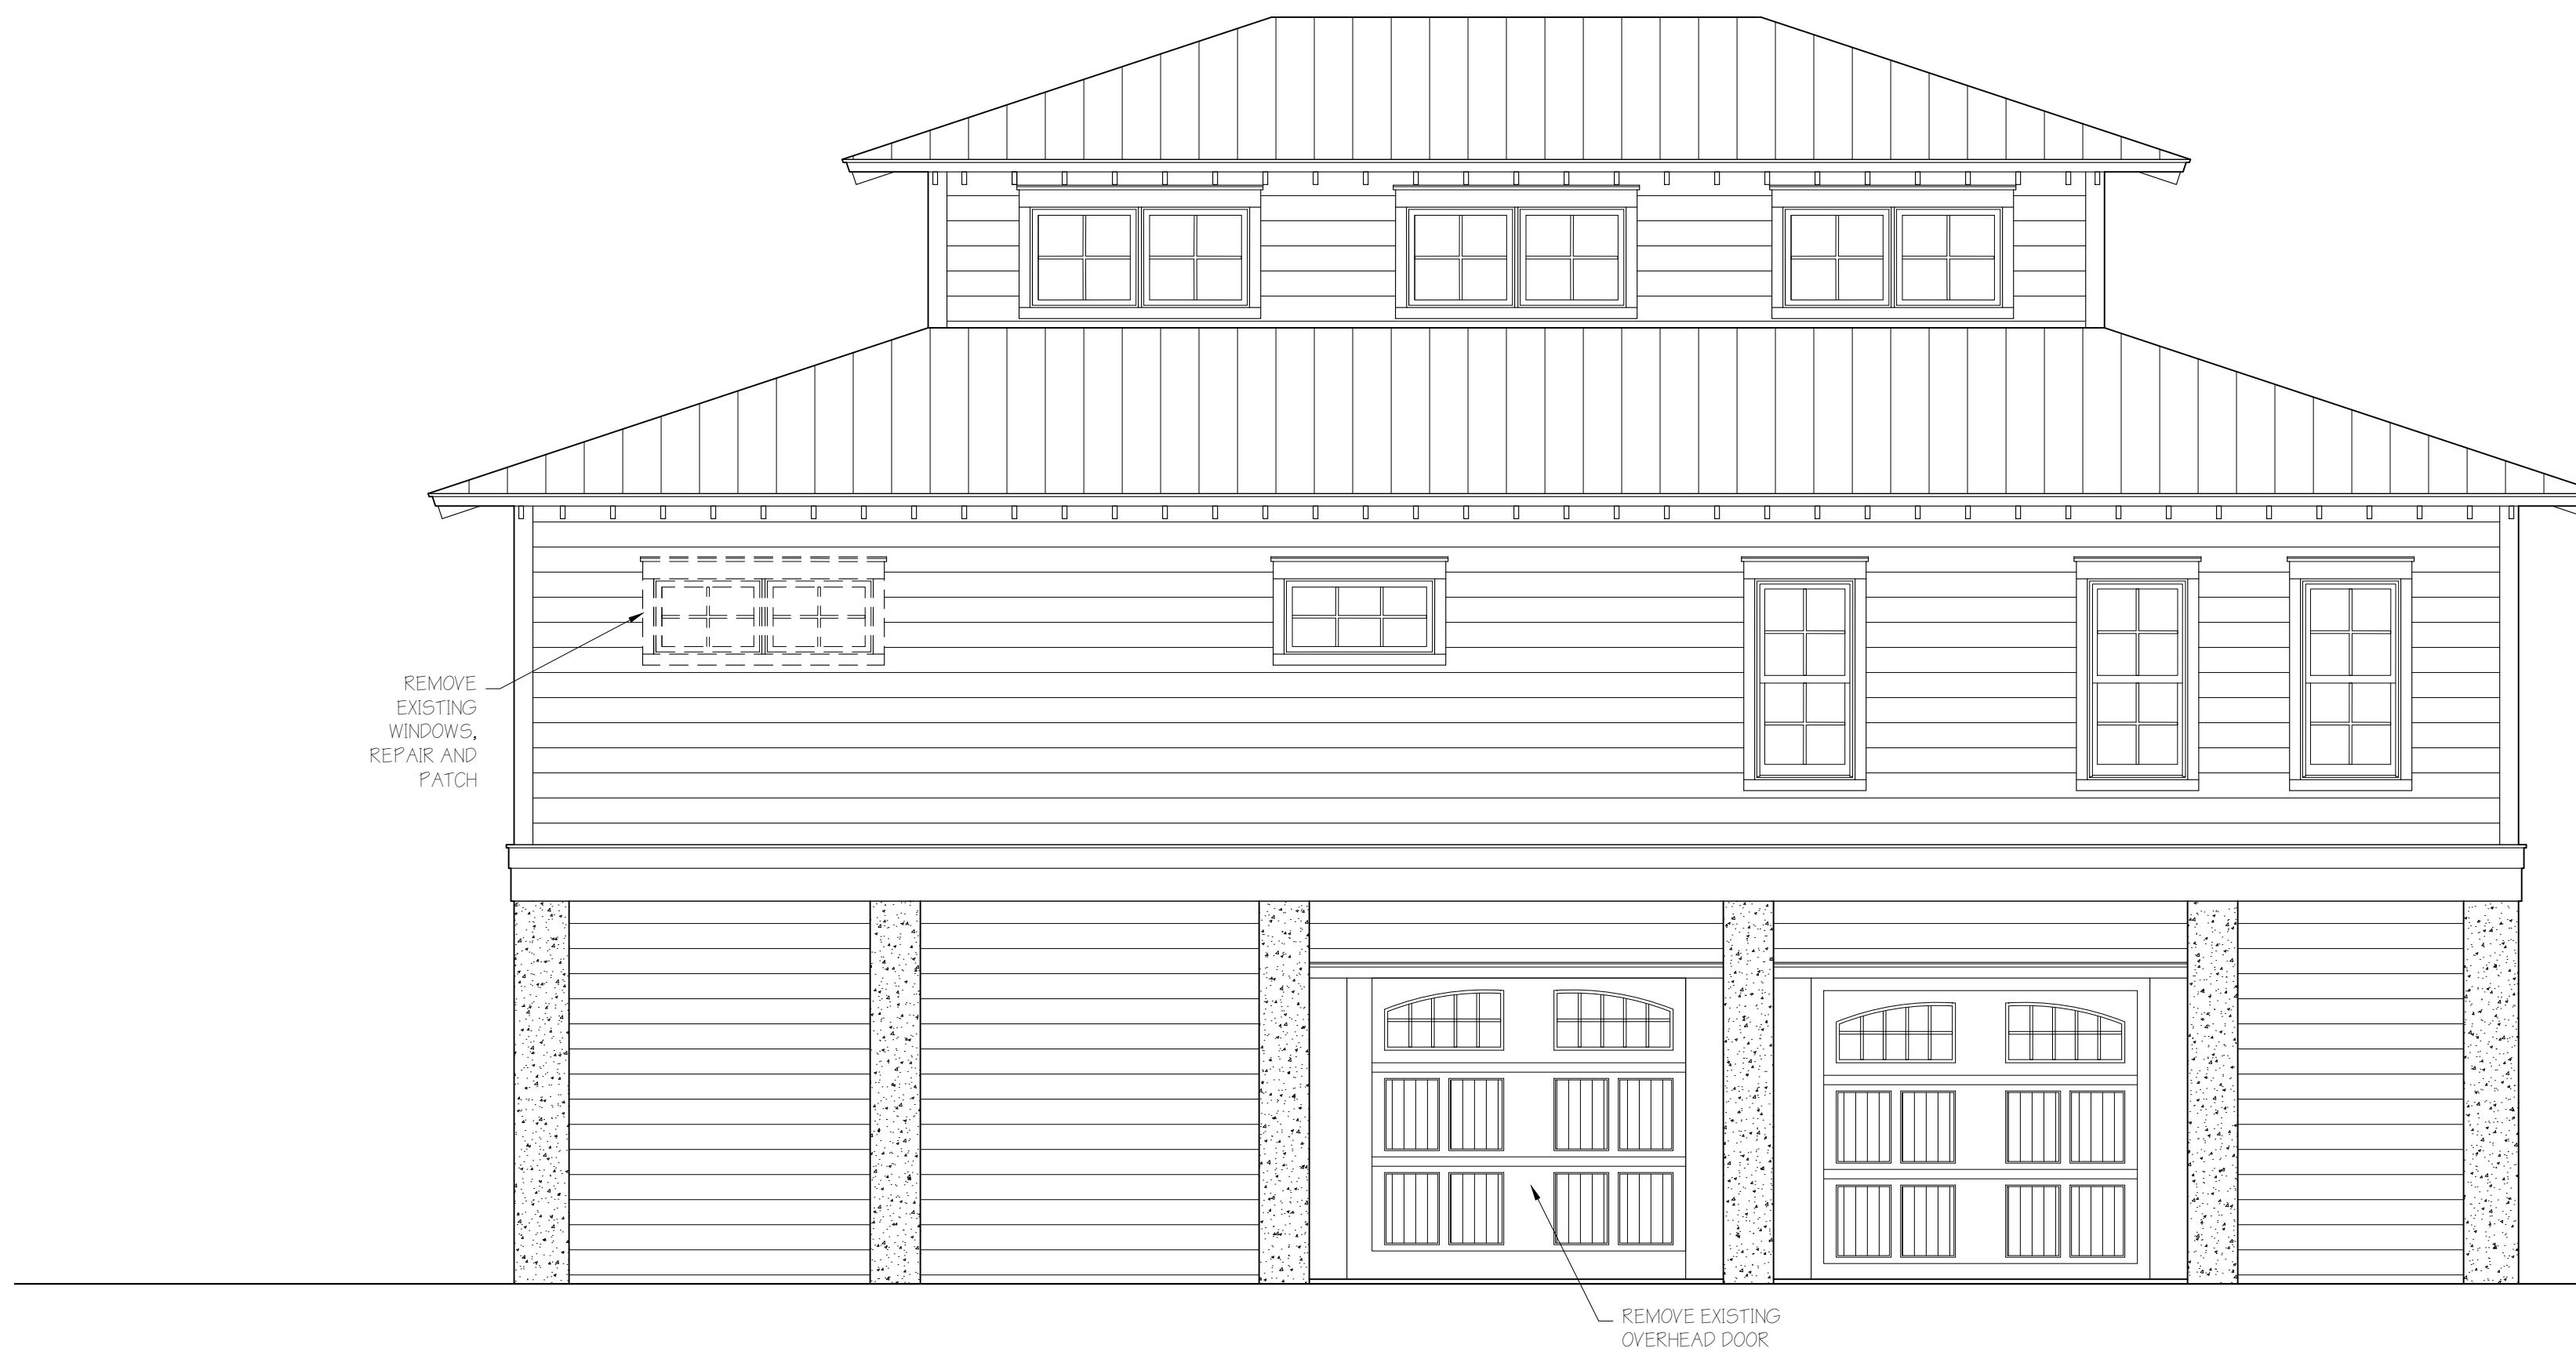 REMOVE
EXISTING
WINDOWS,
REPAIR AND
PATCH
REMOVE EXISTING
OVERHEAD DOOR